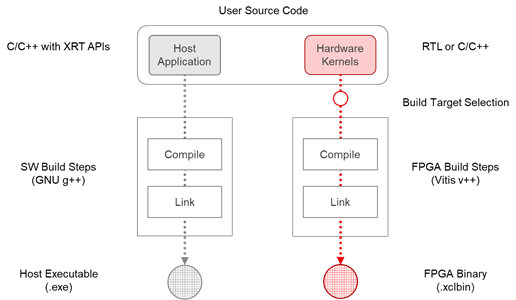 User Source Code
C/C++ with XRT APIs
Host
Application
Hardware
Kernels
RTL or C/C++
Build Target Selection
SW Build Steps
(GNU g++)
Compile
Link
Compile
Link
FPGA Build Steps
(Vitis v++)
Host Executable
(.exe)
FPGA Binary
(.xclbin)